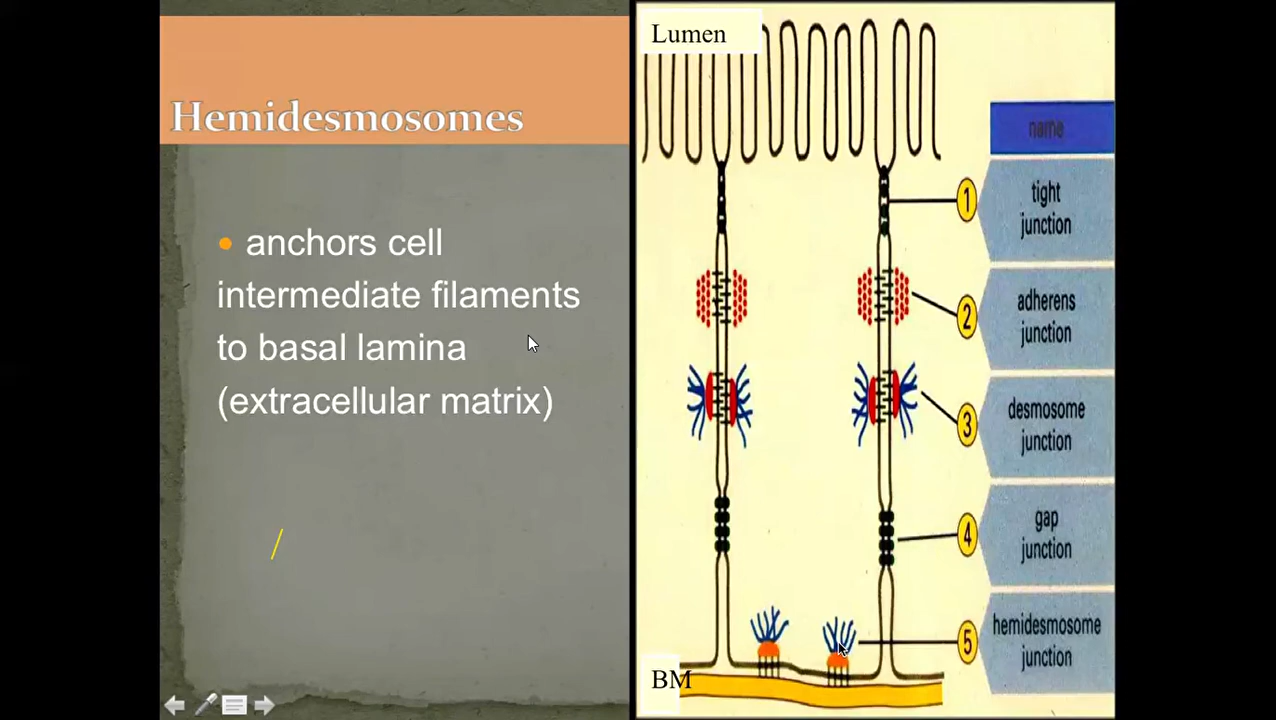 Hemidesmosomes
• anchors cell
intermediate filaments
to basal lamina
(extracellular matrix)
Lumen
name
1
tight
junction
2
adherens
junction
3
desmosome
junction
4
gap
junction
5
hemidesmosome
junction
BM